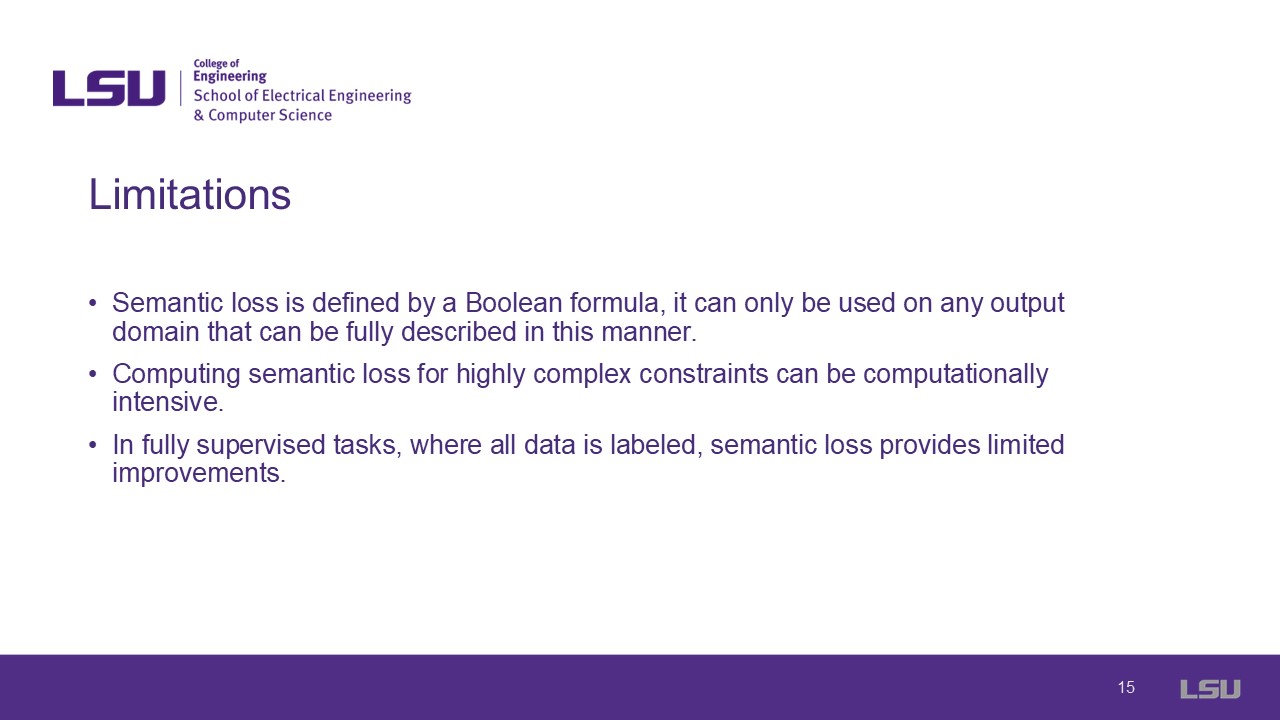 LSU
College of
Engineering
School of Electrical Engineering
& Computer Science
Limitations
• Semantic loss is defined by a Boolean formula, it can only be used on any output
domain that can be fully described in this manner.
• Computing semantic loss for highly complex constraints can be computationally
intensive.
• In fully supervised tasks, where all data is labeled, semantic loss provides limited
improvements.
15
LSU